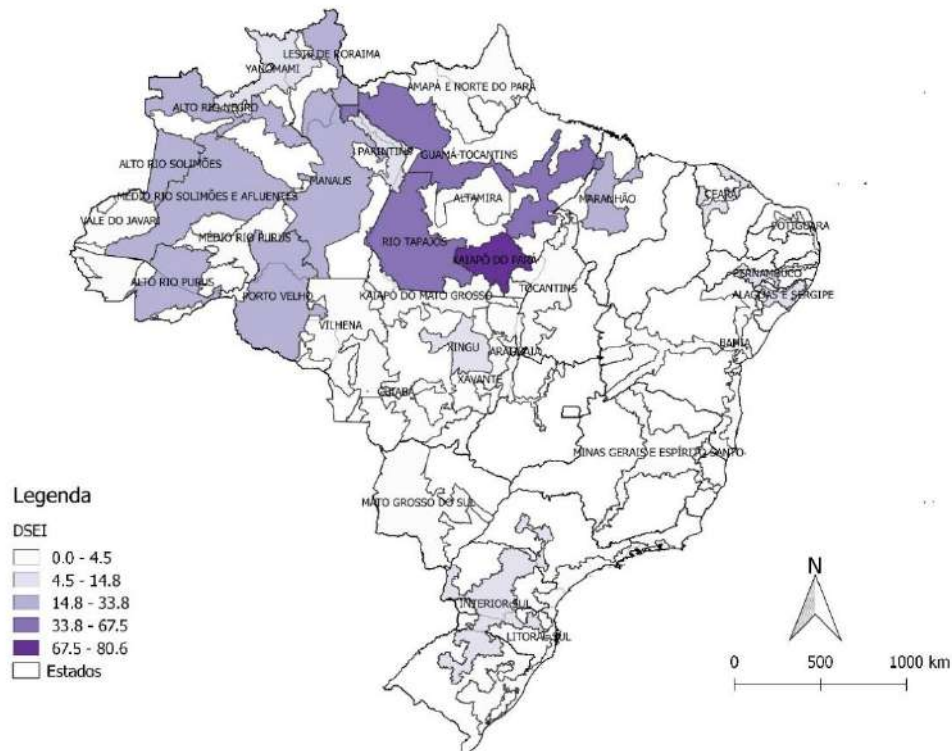 LESTE DE RORAIMA
YANOMAMI
AMAPÁ E NORTE DO PARÁ
ALTO RIO NEGRO
PARINTINS
GUAMÁ-TOCANTINS
ALTO RIO SOLIMÕES
MANAUS
MÉDIO RIO SOLIMÕES E AFLUENTES
ALTAMIRA
MARANHÃO
CEARÁ
VALE DO JAVARI
POTIGUARA
MÉDIO RIO PURUS
RIO TAPAJÓS
KAIAPÓ DO PARÁ
PERNAMBUCO
ALTO RIO PURUS
PORTO VELHO
KAIAPÓ DO MATO GROSSO
TOCANTINS
ALAGOAS E SERGIPE
VILHENA
XINGU
ARAGUAIA
BAHIA
XAVANTE
CUIABÁ
MINAS GERAIS E ESPÍRITO SANTO
MATO GROSSO DO SUL
INTERIOR SUL
LITORAL SUL
Legenda
DSEI
0.0 - 4.5
4.5 - 14.8
14.8 - 33.8
33.8 - 67.5
67.5 - 80.6
Estados
N
0 500 1000 km